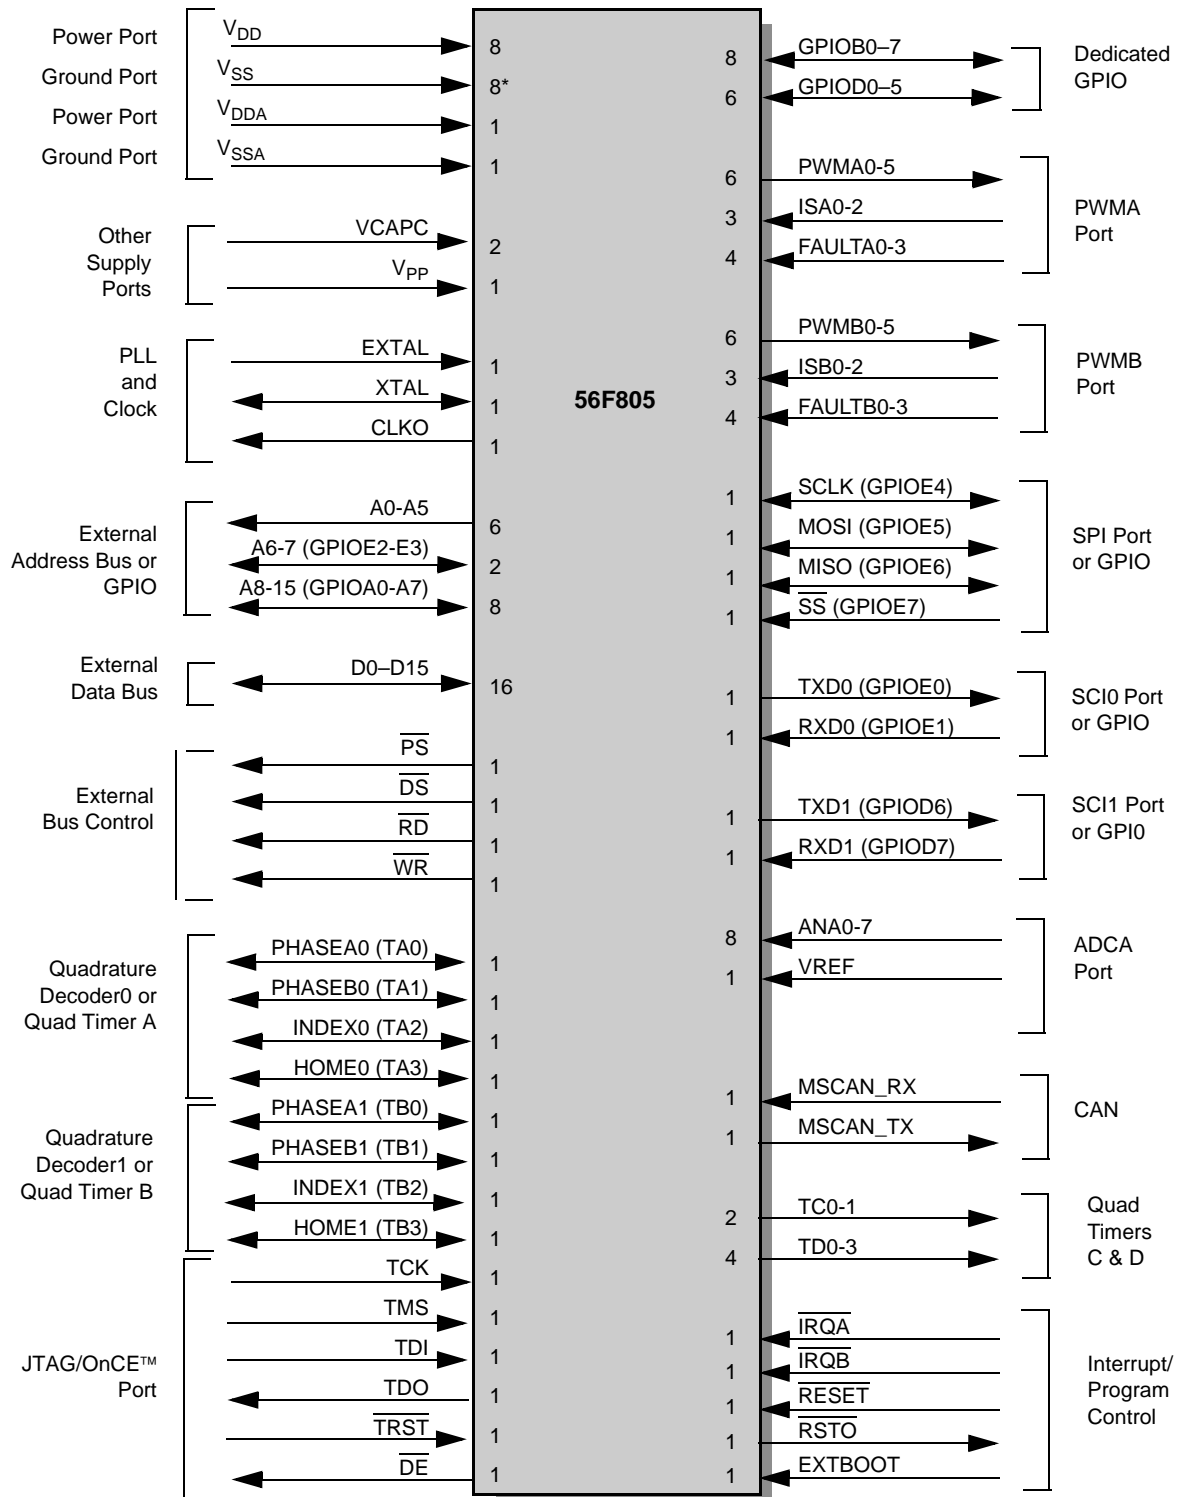 Power Port
V_DD
8
Ground Port
V_SS
8*
Power Port
V_DDA
1
Ground Port
V_SSA
1
Other
Supply
Ports
VCAPC
2
V_PP
1
PLL
and
Clock
EXTAL
1
XTAL
1
CLKO
1
External
Address Bus or
GPIO
A0-A5
6
A6-7 (GPIOE2-E3)
2
A8-15 (GPIOA0-A7)
8
External
Data Bus
D0–D15
16
External
Bus Control
PS
1
DS
1
RD
1
WR
1
Quadrature
Decoder0 or
Quad Timer A
PHASEA0 (TA0)
1
PHASEB0 (TA1)
1
INDEX0 (TA2)
1
HOME0 (TA3)
1
Quadrature
Decoder1 or
Quad Timer B
PHASEA1 (TB0)
1
PHASEB1 (TB1)
1
INDEX1 (TB2)
1
HOME1 (TB3)
1
JTAG/OnCE™
Port
TCK
1
TMS
1
TDI
1
TDO
1
TRST
1
DE
1
56F805
8
GPIOB0–7
6
GPIOD0–5
Dedicated
GPIO
6
PWMA0-5
3
ISA0-2
4
FAULTA0-3
PWMA
Port
6
PWMB0-5
3
ISB0-2
4
FAULTB0-3
PWMB
Port
1
SCLK (GPIOE4)
1
MOSI (GPIOE5)
1
MISO (GPIOE6)
1
SS (GPIOE7)
SPI Port
or GPIO
1
TXD0 (GPIOE0)
1
RXD0 (GPIOE1)
SCI0 Port
or GPIO
1
TXD1 (GPIOD6)
1
RXD1 (GPIOD7)
SCI1 Port
or GPI0
8
ANA0-7
1
VREF
ADCA
Port
1
MSCAN_RX
1
MSCAN_TX
CAN
2
TC0-1
4
TD0-3
Quad
Timers
C & D
1
IRQA
1
IRQB
1
RESET
1
RSTO
1
EXTBOOT
Interrupt/
Program
Control